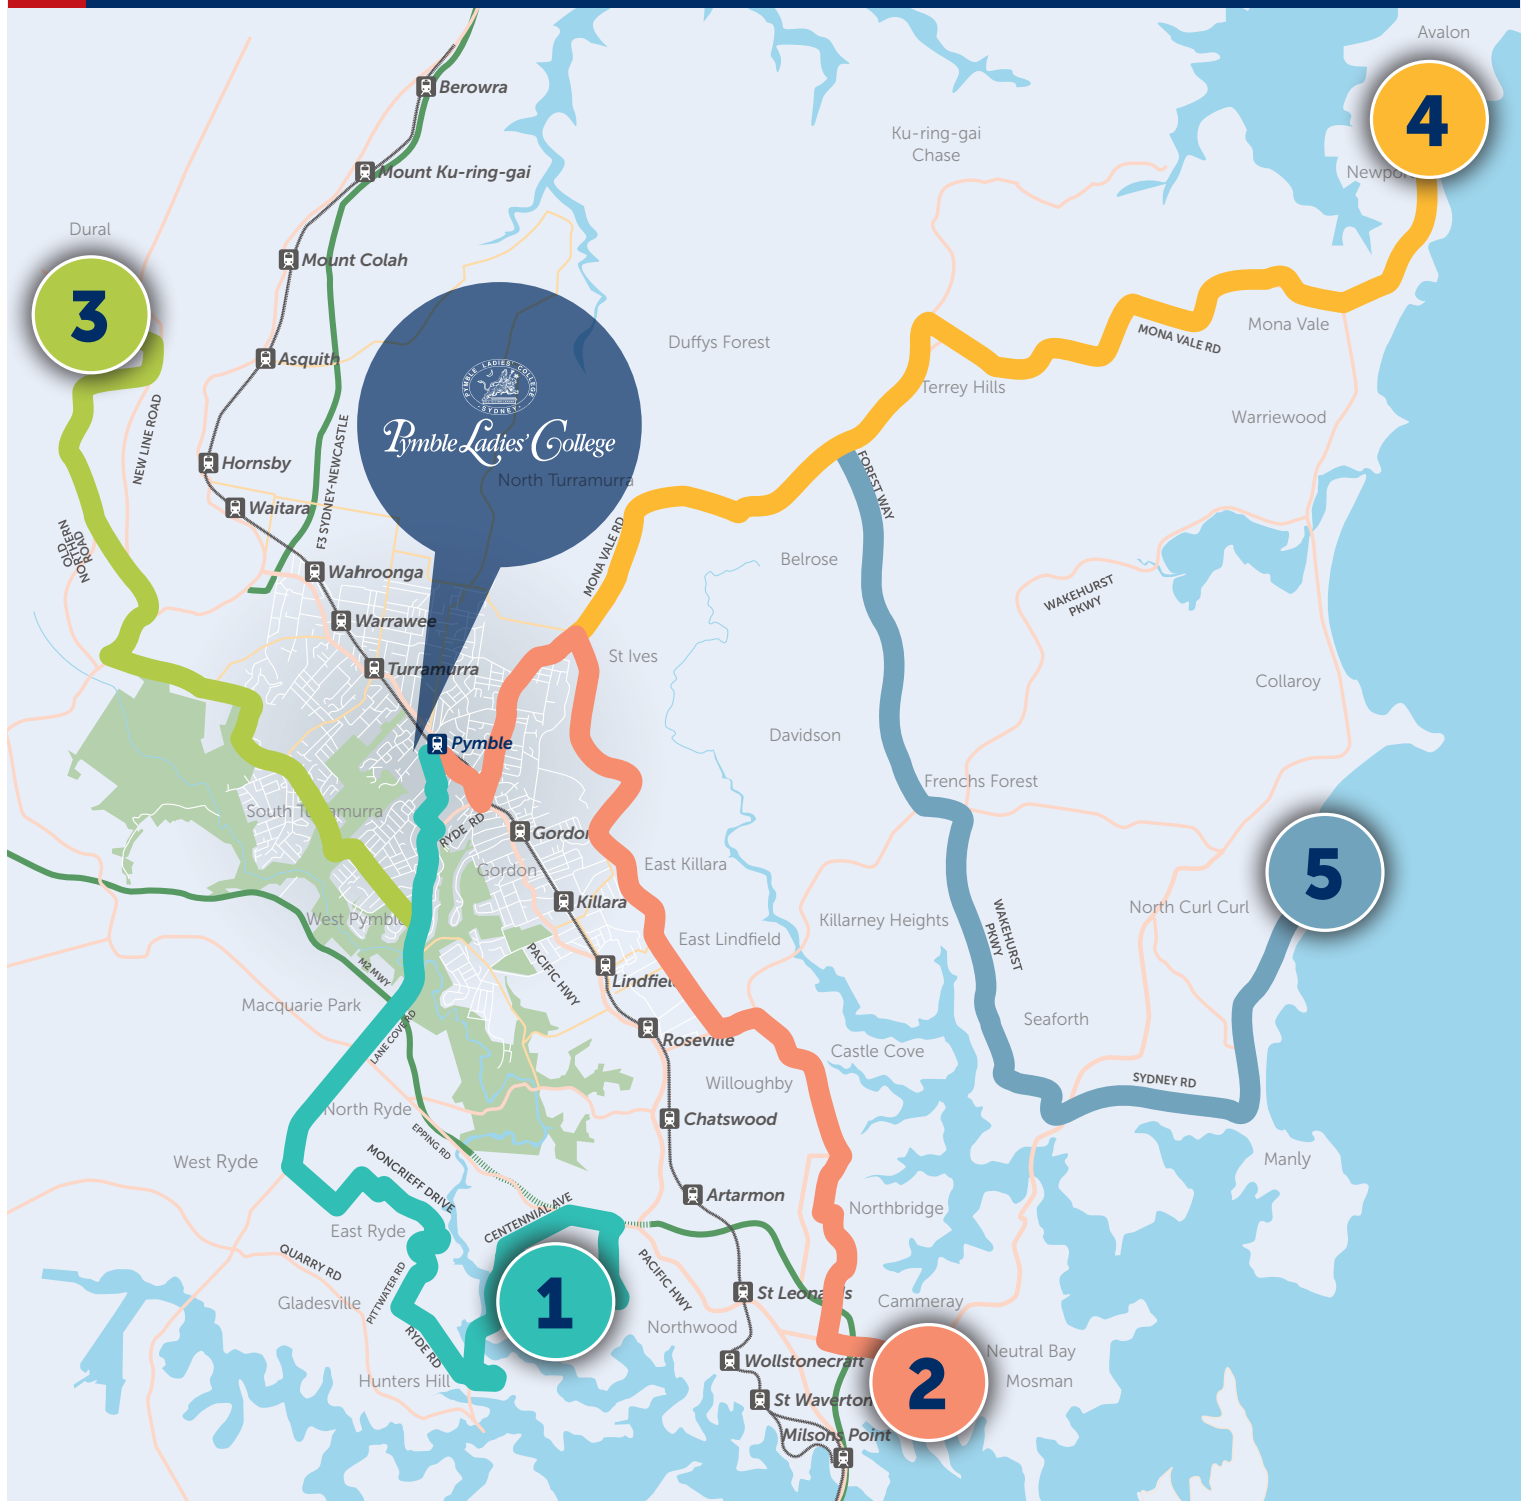 Avalon
4
Newpo
Berowra
Ku-ring-gai
Chase
Mount Ku-ring-gai
Dural
Mount Colah
3
Asquith
PYMBLE LADIES' COLLEGE
SYDNEY
Pymble Ladies' College
Duffys Forest
Mona Vale
MONA VALE RD
Terrey Hills
Warriewood
NEW LINE ROAD
Hornsby
F3 SYDNEY-NEWCASTLE
North Turramurra
FOREST WAY
Waitara
OLD
NORTHERN
ROAD
MONA VALE RD
Belrose
Wahroonga
WAKEHURST
PKWY
Warrawee
Turramurra
St Ives
Collaroy
Pymble
Davidson
Frenchs Forest
South Turramurra
RYDE RD
Gordon
Gordon
East Killara
5
Killara
West Pymble
Killarney Heights
North Curl Curl
East Lindfield
WAKEHURST
PKWY
M2 MWY
PACIFIC HWY
Lindfiel
Macquarie Park
LANE COVE RD
Roseville
Seaforth
Castle Cove
Willoughby
SYDNEY RD
North Ryde
Chatswood
EPPING RD
West Ryde
MONCRIEFF DRIVE
Manly
Artarmon
East Ryde
CENTENNIAL AVE
Northbridge
QUARRY RD
PITTWATER RD
PACIFIC HWY
1
St Leonards
Gladesville
Cammeray
Northwood
RYDE RD
Neutral Bay
Wollstonecraft
Hunters Hill
2
Mosman
St Waverton
Milsons Point